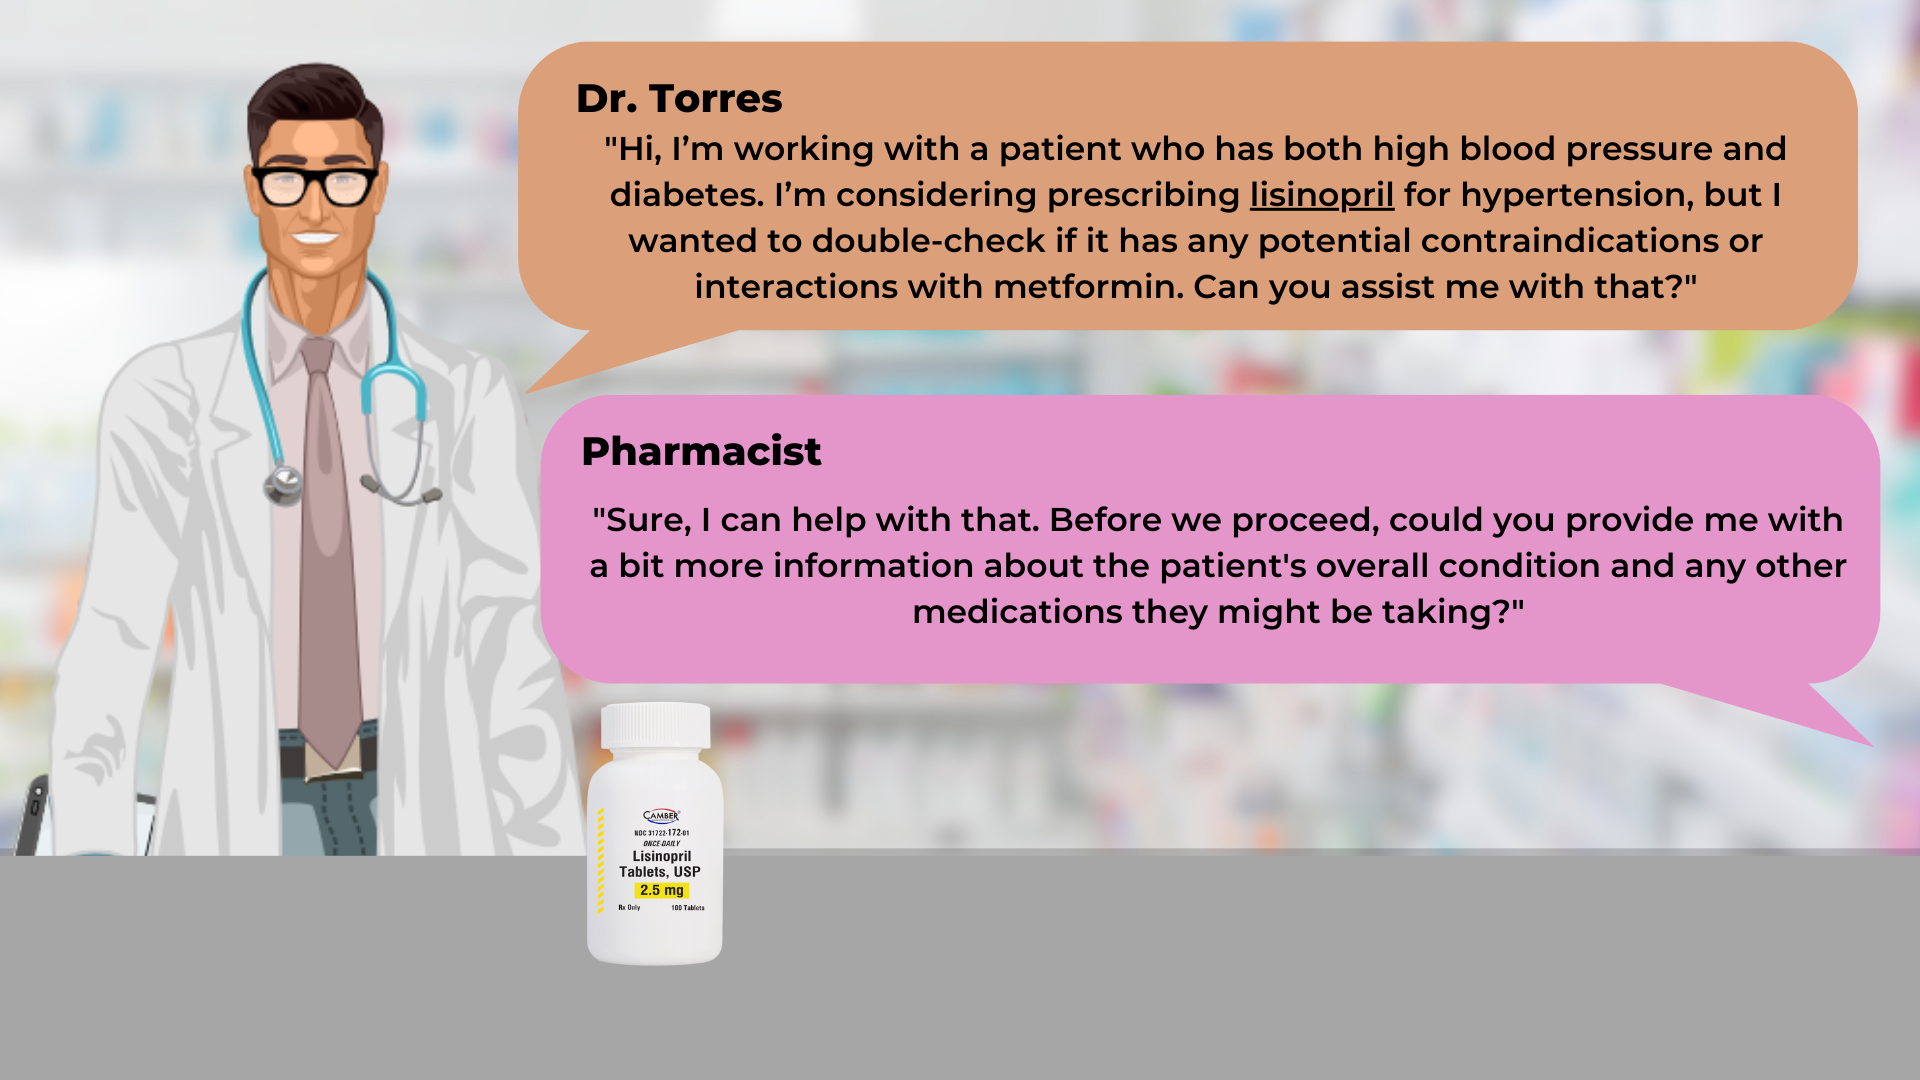 Dr. Torres
"Hi, I’m working with a patient who has both high blood pressure and
diabetes. I’m considering prescribing lisinopril for hypertension, but I
wanted to double-check if it has any potential contraindications or
interactions with metformin. Can you assist me with that?"
Pharmacist
"Sure, I can help with that. Before we proceed, could you provide me with
a bit more information about the patient's overall condition and any other
medications they might be taking?"
CAMBER
NDC 31722-172-01
ONCE-DAILY
Lisinopril
Tablets, USP
2.5 mg
Rx Only 100 Tablets